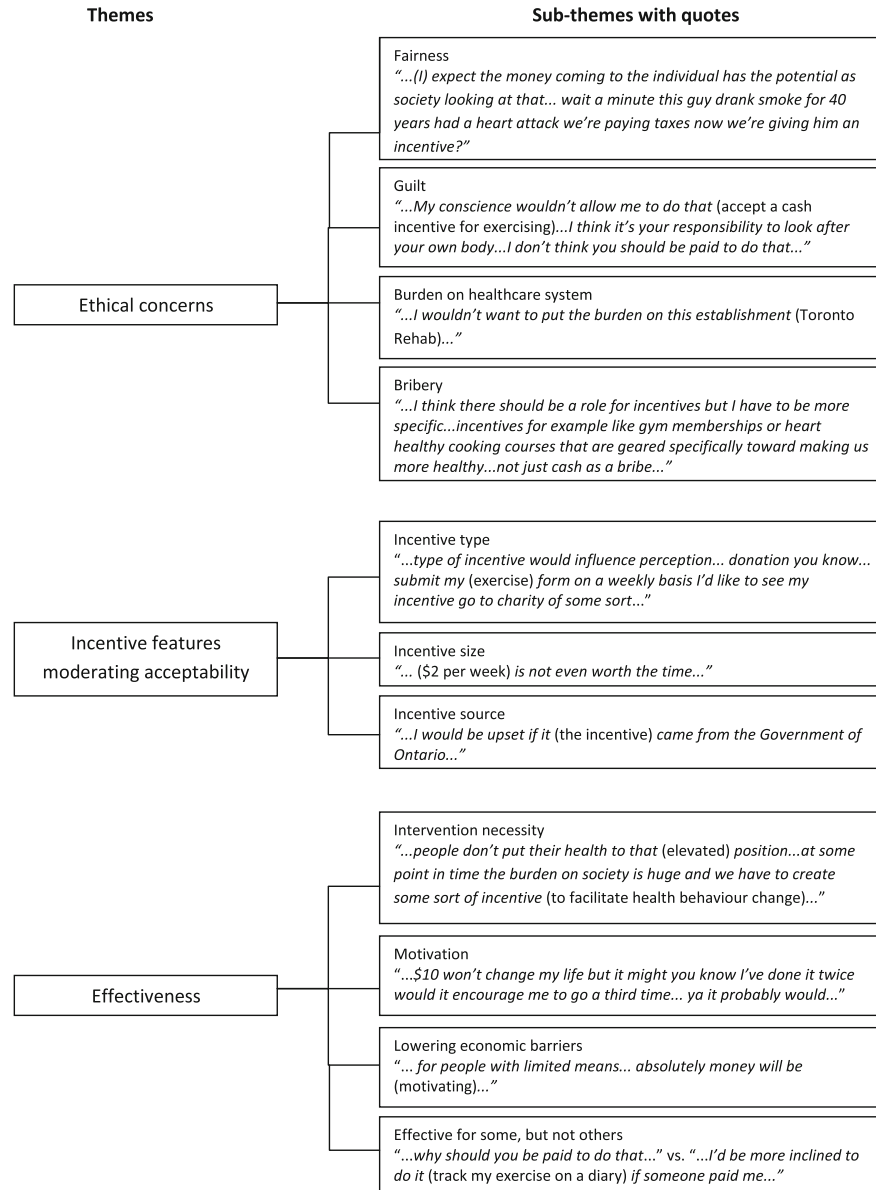 Themes
Sub-themes with quotes
Ethical concerns
Fairness
“...(I) expect the money coming to the individual has the potential as
society looking at that... wait a minute this guy drank smoke for 40
years had a heart attack we’re paying taxes now we’re giving him an
incentive?”
Guilt
“...My conscience wouldn’t allow me to do that (accept a cash
incentive for exercising)...I think it’s your responsibility to look after
your own body...I don’t think you should be paid to do that...”
Burden on healthcare system
“...I wouldn’t want to put the burden on this establishment (Toronto
Rehab)...”
Bribery
“...I think there should be a role for incentives but I have to be more
specific...incentives for example like gym memberships or heart
healthy cooking courses that are geared specifically toward making us
more healthy...not just cash as a bribe...”
Incentive features
moderating acceptability
Incentive type
“...type of incentive would influence perception... donation you know...
submit my (exercise) form on a weekly basis I’d like to see my
incentive go to charity of some sort...”
Incentive size
“... ($2 per week) is not even worth the time...”
Incentive source
“...I would be upset if it (the incentive) came from the Government of
Ontario...”
Effectiveness
Intervention necessity
“...people don’t put their health to that (elevated) position...at some
point in time the burden on society is huge and we have to create
some sort of incentive (to facilitate health behaviour change)...”
Motivation
“...$10 won’t change my life but it might you know I’ve done it twice
would it encourage me to go a third time... ya it probably would...”
Lowering economic barriers
“... for people with limited means... absolutely money will be
(motivating)...”
Effective for some, but not others
“...why should you be paid to do that...” vs. “...I’d be more inclined to
do it (track my exercise on a diary) if someone paid me...”